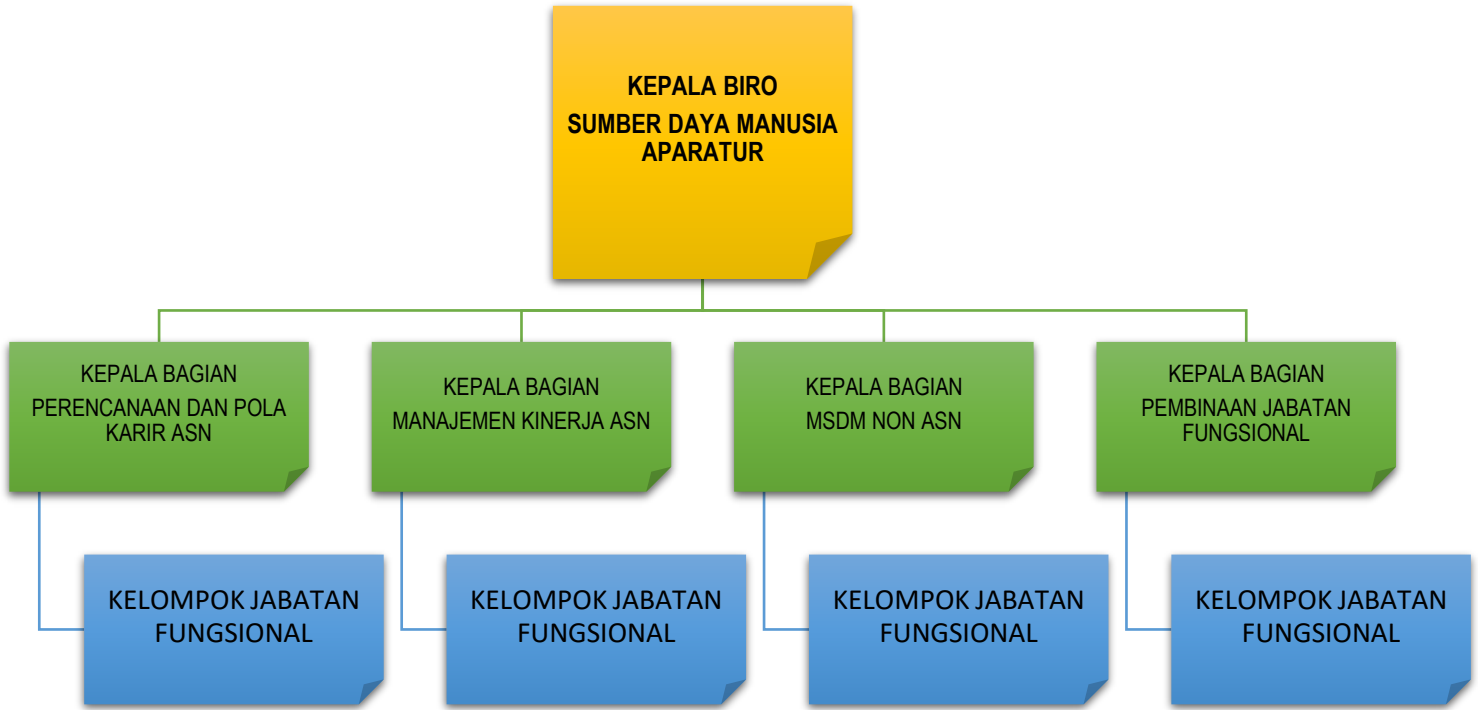 KEPALA BIRO
SUMBER DAYA MANUSIA
APARATUR
KEPALA BAGIAN
PERENCANAAN DAN POLA
KARIR ASN
KEPALA BAGIAN
MANAJEMEN KINERJA ASN
KEPALA BAGIAN
MSDM NON ASN
KEPALA BAGIAN
PEMBINAAN JABATAN
FUNGSIONAL
KELOMPOK JABATAN
FUNGSIONAL
KELOMPOK JABATAN
FUNGSIONAL
KELOMPOK JABATAN
FUNGSIONAL
KELOMPOK JABATAN
FUNGSIONAL